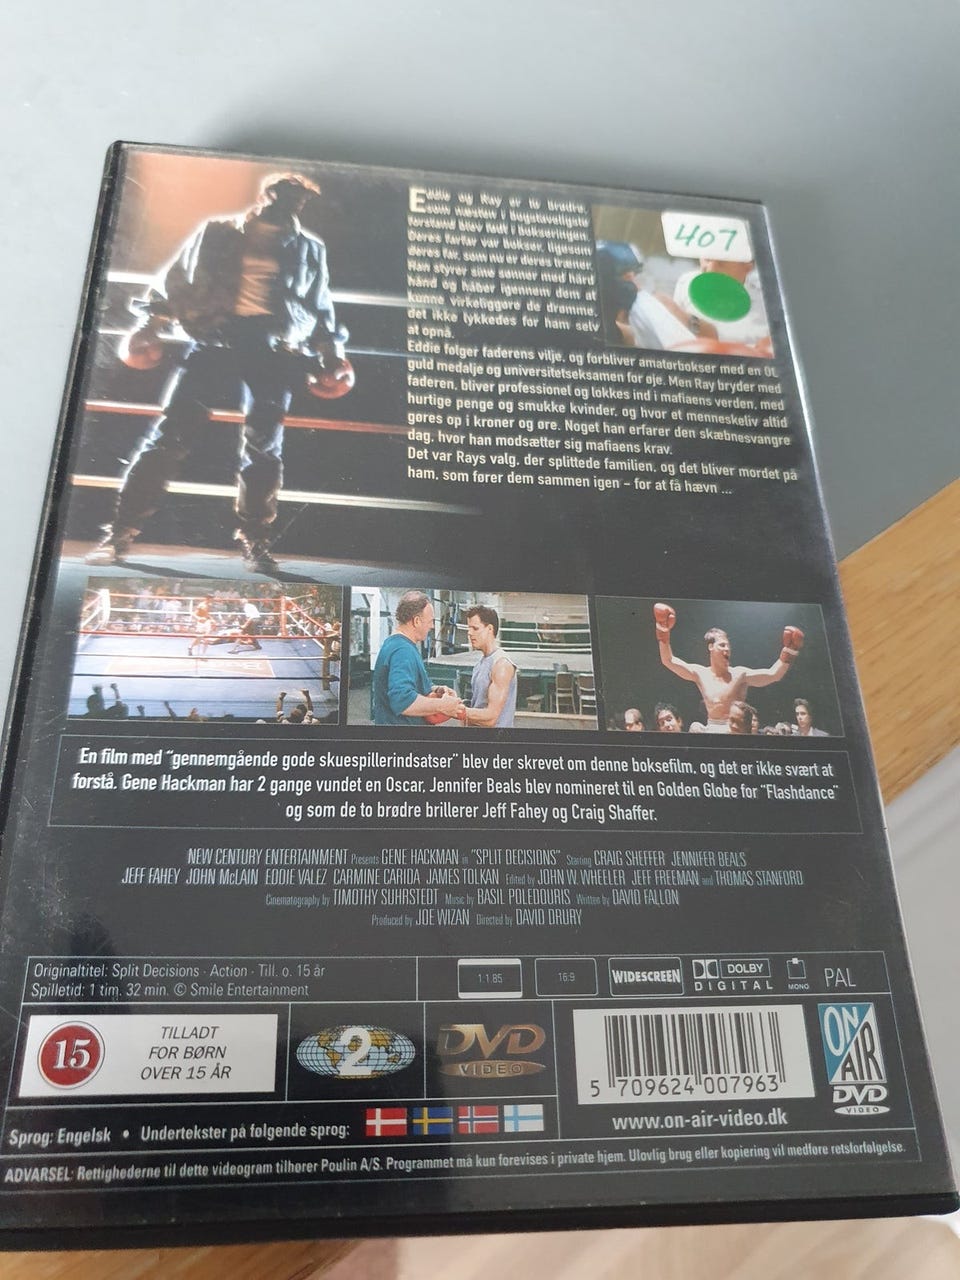 Eddie og Ray er to brødre,
som næsten i bogstaveligste
forstand blev født i bokseringen.
Deres farfar var bokser, ligesom
deres far, som nu er deres træner.
Han styrer sine sønner med hård
hånd og håber igennem dem at
kunne virkeliggøre de drømme,
det ikke lykkedes for ham selv
at opnå.
Eddie følger faderens vilje, og forbliver amatørbokser med en OL
guld medalje og universitetseksamen for øje. Men Ray bryder med
faderen, bliver professionel og lokkes ind i mafiaens verden, med
hurtige penge og smukke kvinder, og hvor et menneskeliv altid
gøres op i kroner og øre. Noget han erfarer den skæbnesvangre
dag, hvor han modsætter sig mafiaens krav.
Det var Rays valg, der splittede familien, og det bliver mordet på
ham, som fører dem sammen igen – for at få hævn ...
407
En film med "gennemgående gode skuespillerindsatser" blev der skrevet om denne boksefilm, og det er ikke svært at
forstå. Gene Hackman har 2 gange vundet en Oscar, Jennifer Beals blev nomineret til en Golden Globe for "Flashdance"
og som de to brødre brillerer Jeff Fahey og Craig Shaffer.
NEW CENTURY ENTERTAINMENT Presents GENE HACKMAN in "SPLIT DECISIONS" Starring CRAIG SHEFFER JENNIFER BEALS
JEFF FAHEY JOHN McLAIN EDDIE VALEZ CARMINE CARIDA JAMES TOLKAN Edited by JOHN W. WHEELER JEFF FREEMAN and THOMAS STANFORD
Cinematography by TIMOTHY SUHRSTEDT Music by BASIL POLEDOURIS Written by DAVID FALLON
Produced by JOE WIZAN Directed by DAVID DRURY
Originaltitel: Split Decisions · Action · Till. o. 15 år
Spilletid: 1 tim. 32 min. © Smile Entertainment
1:1.85 16:9 WIDESCREEN DOLBY DIGITAL MONO PAL
15 TILLADT
FOR BØRN
OVER 15 ÅR
2
DVD VIDEO
5 709624 007963
www.on-air-video.dk
ON AIR
DVD VIDEO
Sprog: Engelsk • Undertekster på følgende sprog:
ADVARSEL: Rettighederne til dette videogram tilhører Poulin A/S. Programmet må kun forevises i private hjem. Ulovlig brug eller kopiering vil medføre retsforfølgelse.